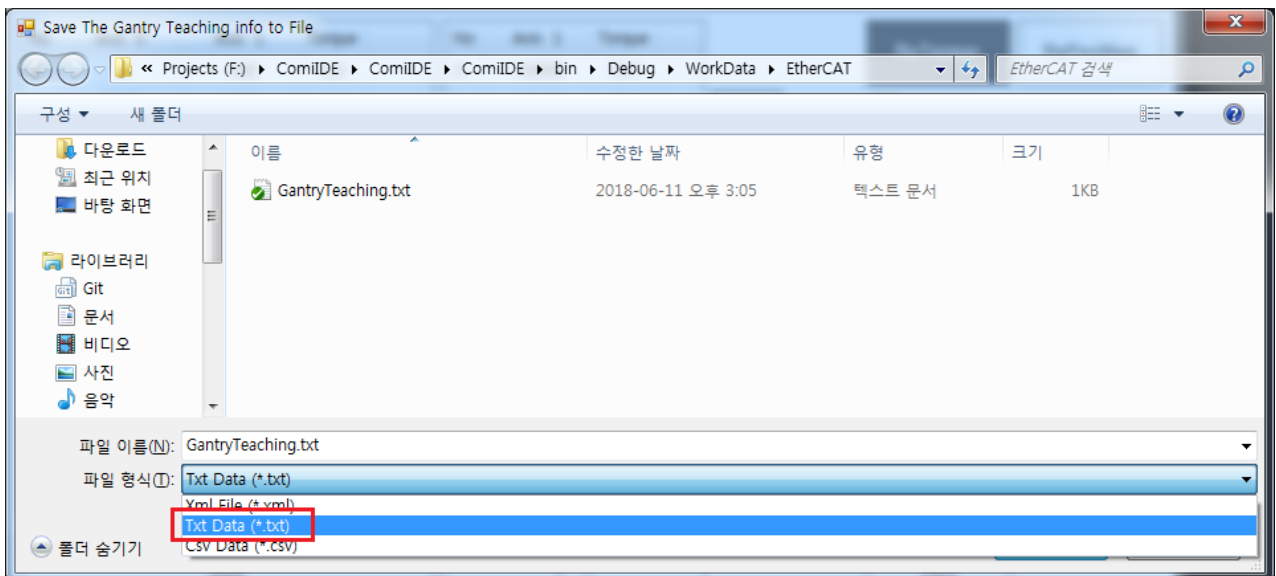 Save The Gantry Teaching info to File
« Projects (F:) ▸ ComiIDE ▸ ComiIDE ▸ ComiIDE ▸ bin ▸ Debug ▸ WorkData ▸ EtherCAT
EtherCAT 검색
구성 새 폴더
다운로드
최근 위치
바탕 화면
라이브러리
Git
문서
비디오
사진
음악
이름 수정한 날짜 유형 크기
GantryTeaching.txt 2018-06-11 오후 3:05 텍스트 문서 1KB
파일 이름(N): GantryTeaching.txt
파일 형식(T): Txt Data (*.txt)
Xml File (*.xml)
Txt Data (*.txt)
Csv Data (*.csv)
폴더 숨기기